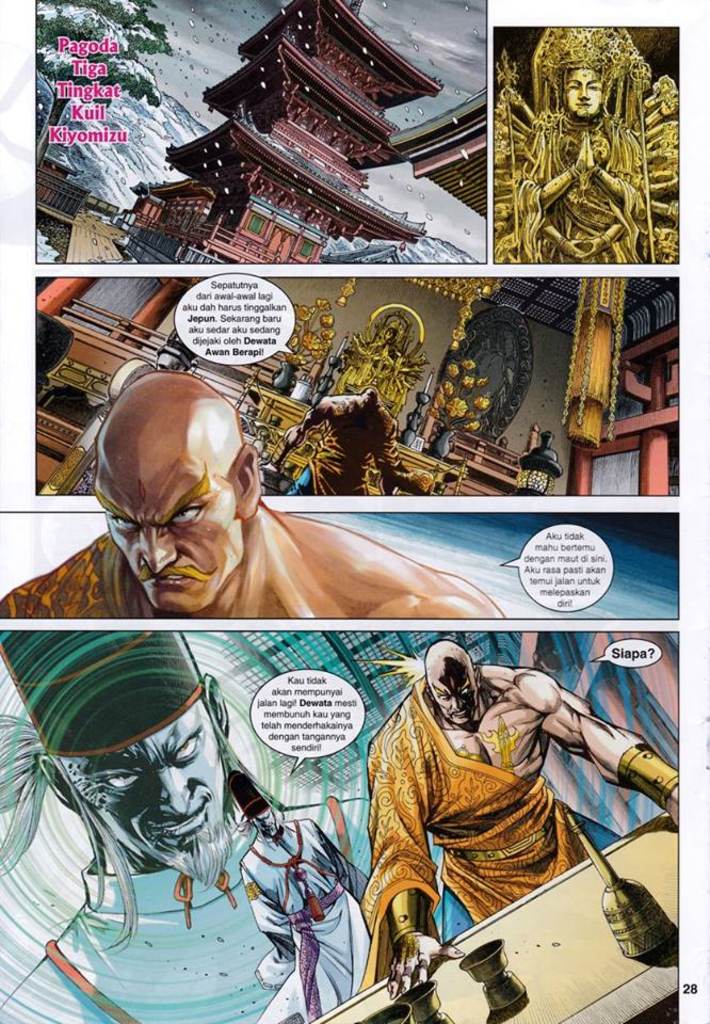 Pagoda
Tiga
Tingkat
Kuil
Kiyomizu
Sepatutnya
dari awal-awal lagi
aku dah harus tinggalkan
Jepun. Sekarang baru
aku sedar aku sedang
dijejaki oleh Dewata
Awan Berapi!
Aku tidak
mahu bertemu
dengan maut di sini.
Aku rasa pasti akan
temui jalan untuk
melepaskan
diri!
Kau tidak
akan mempunyai
jalan lagi! Dewata mesti
membunuh kau yang
telah menderhakainya
dengan tangannya
sendiri!
Siapa?
28